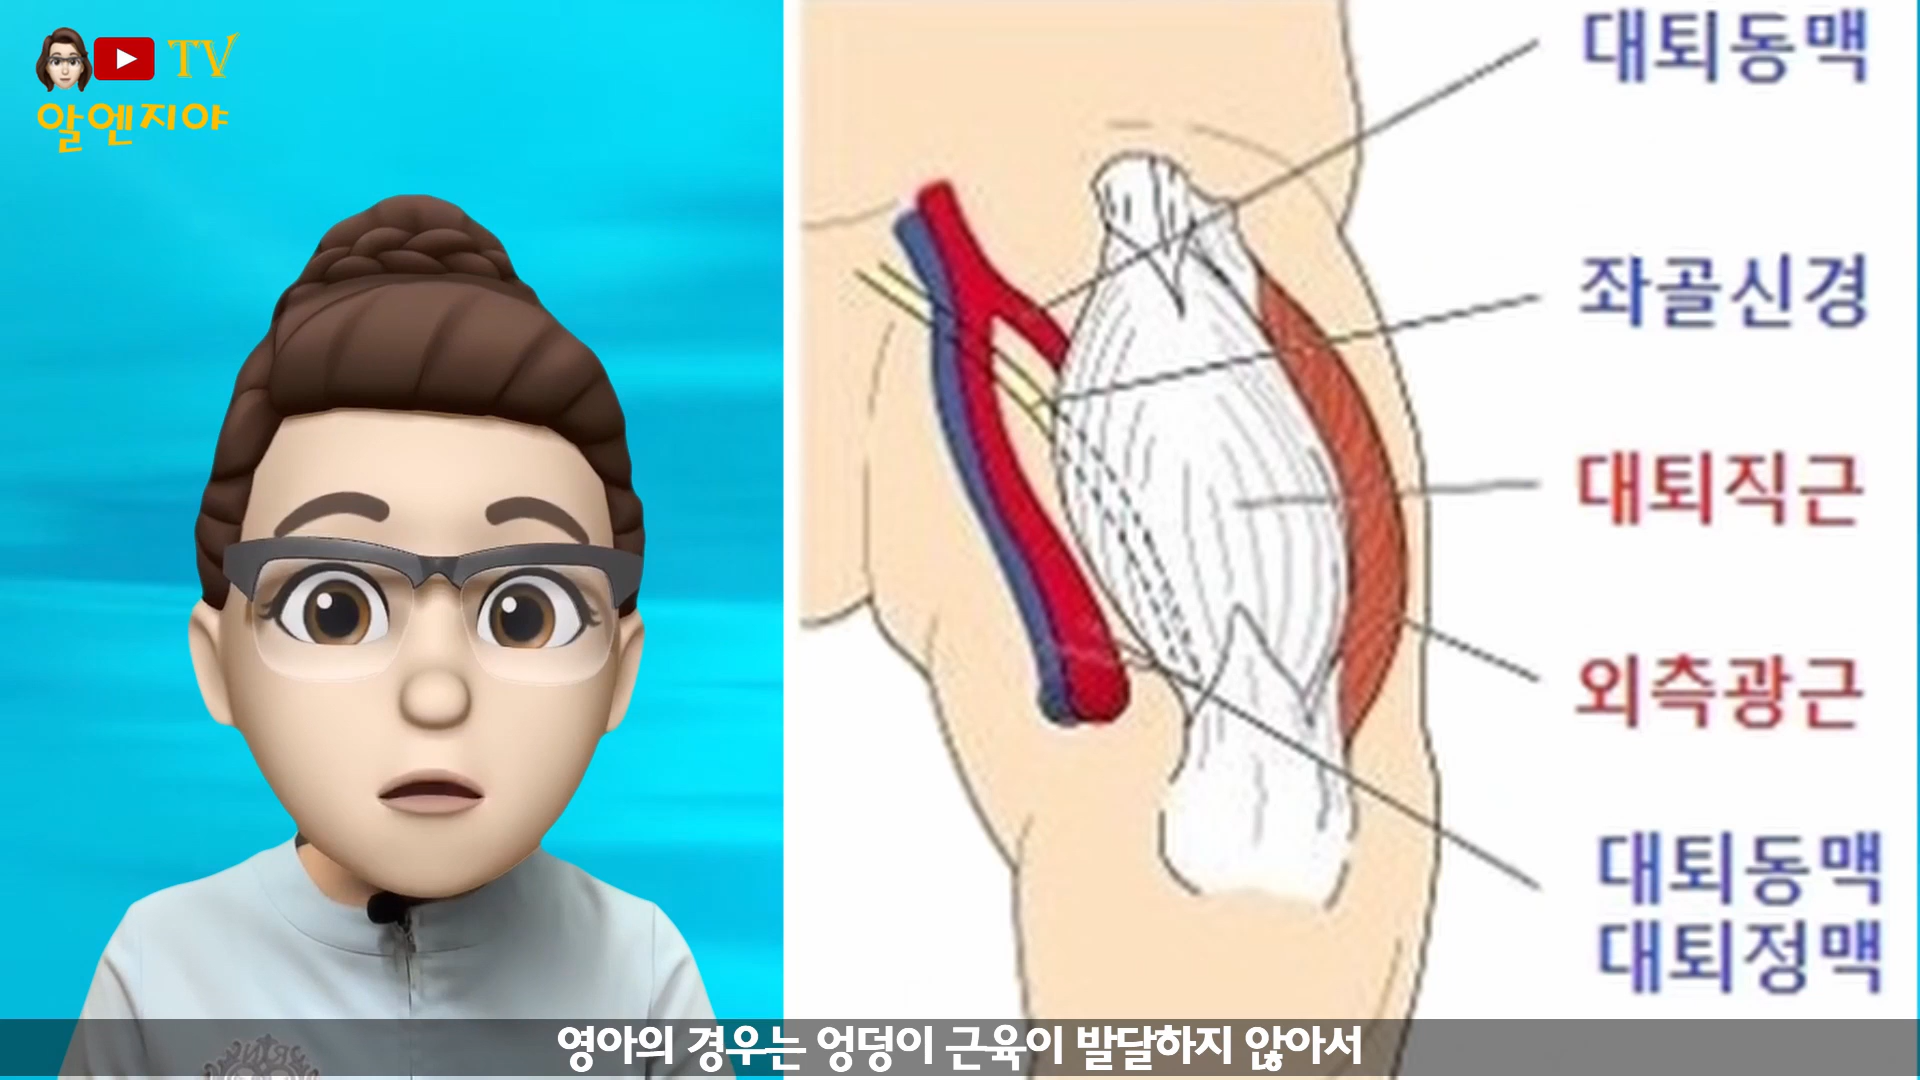 TV
알엔지야
대퇴동맥
좌골신경
대퇴직근
외측광근
대퇴동맥
대퇴정맥
영아의 경우는 엉덩이 근육이 발달하지 않아서